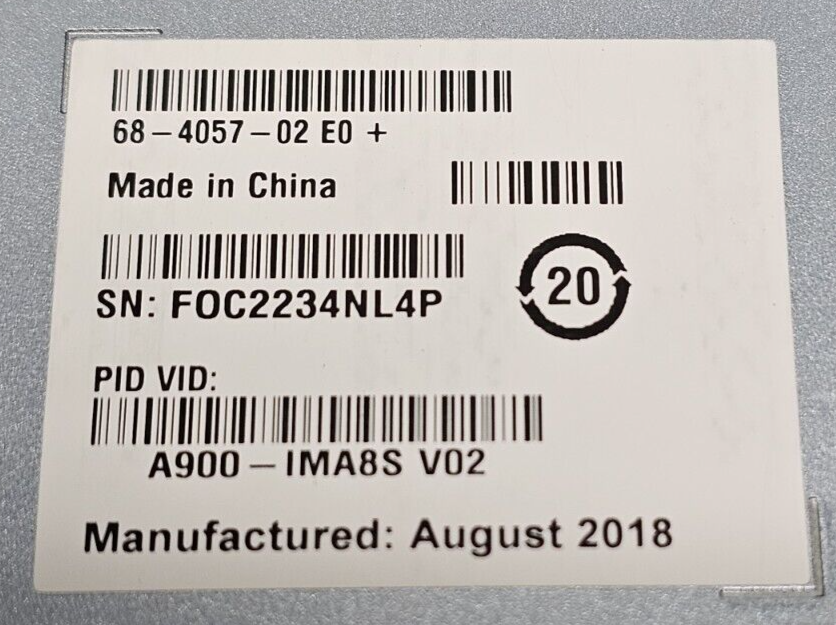 68-4057-02 E0 +
Made in China
SN: FOC2234NL4P
20
PID VID:
A900-IMA8S V02
Manufactured: August 2018